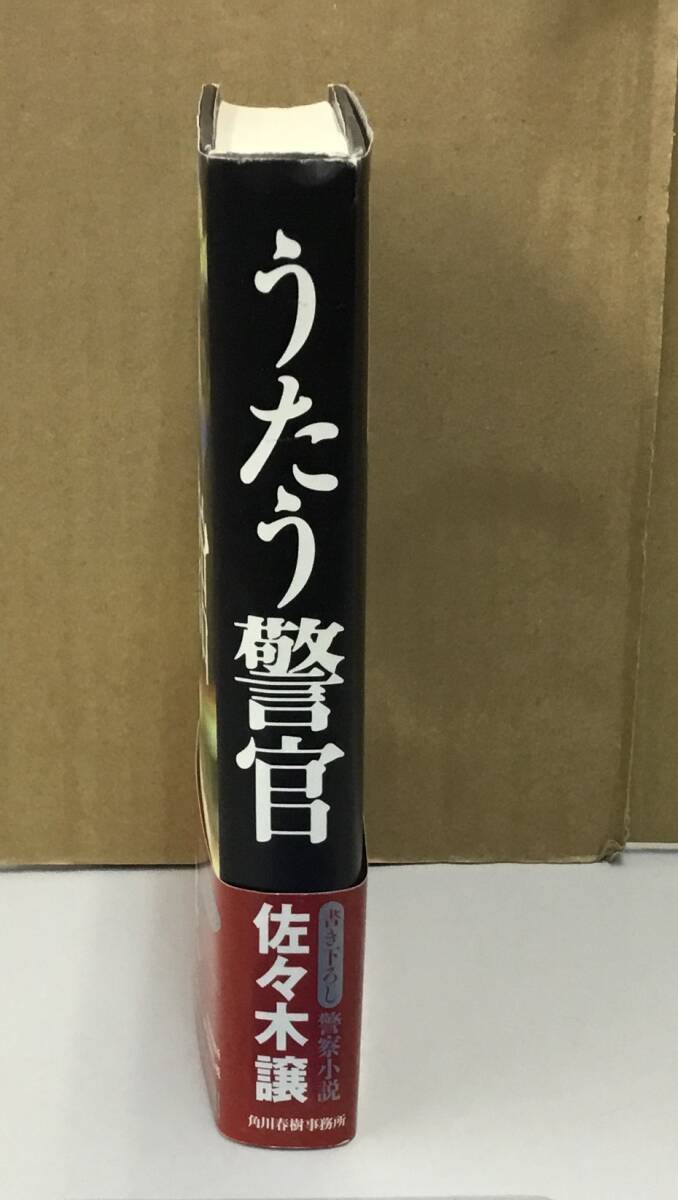 うたう警官
書き下ろし 警察小説
佐々木譲
角川春樹事務所